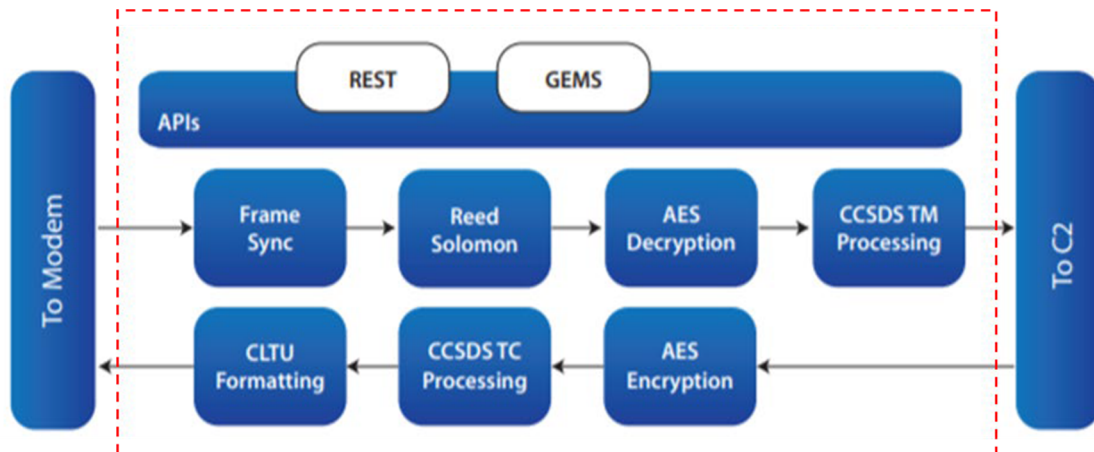 REST
GEMS
APIs
To Modem
Frame
Sync
Reed
Solomon
AES
Decryption
CCSDS TM
Processing
To C2
CLTU
Formatting
CCSDS TC
Processing
AES
Encryption